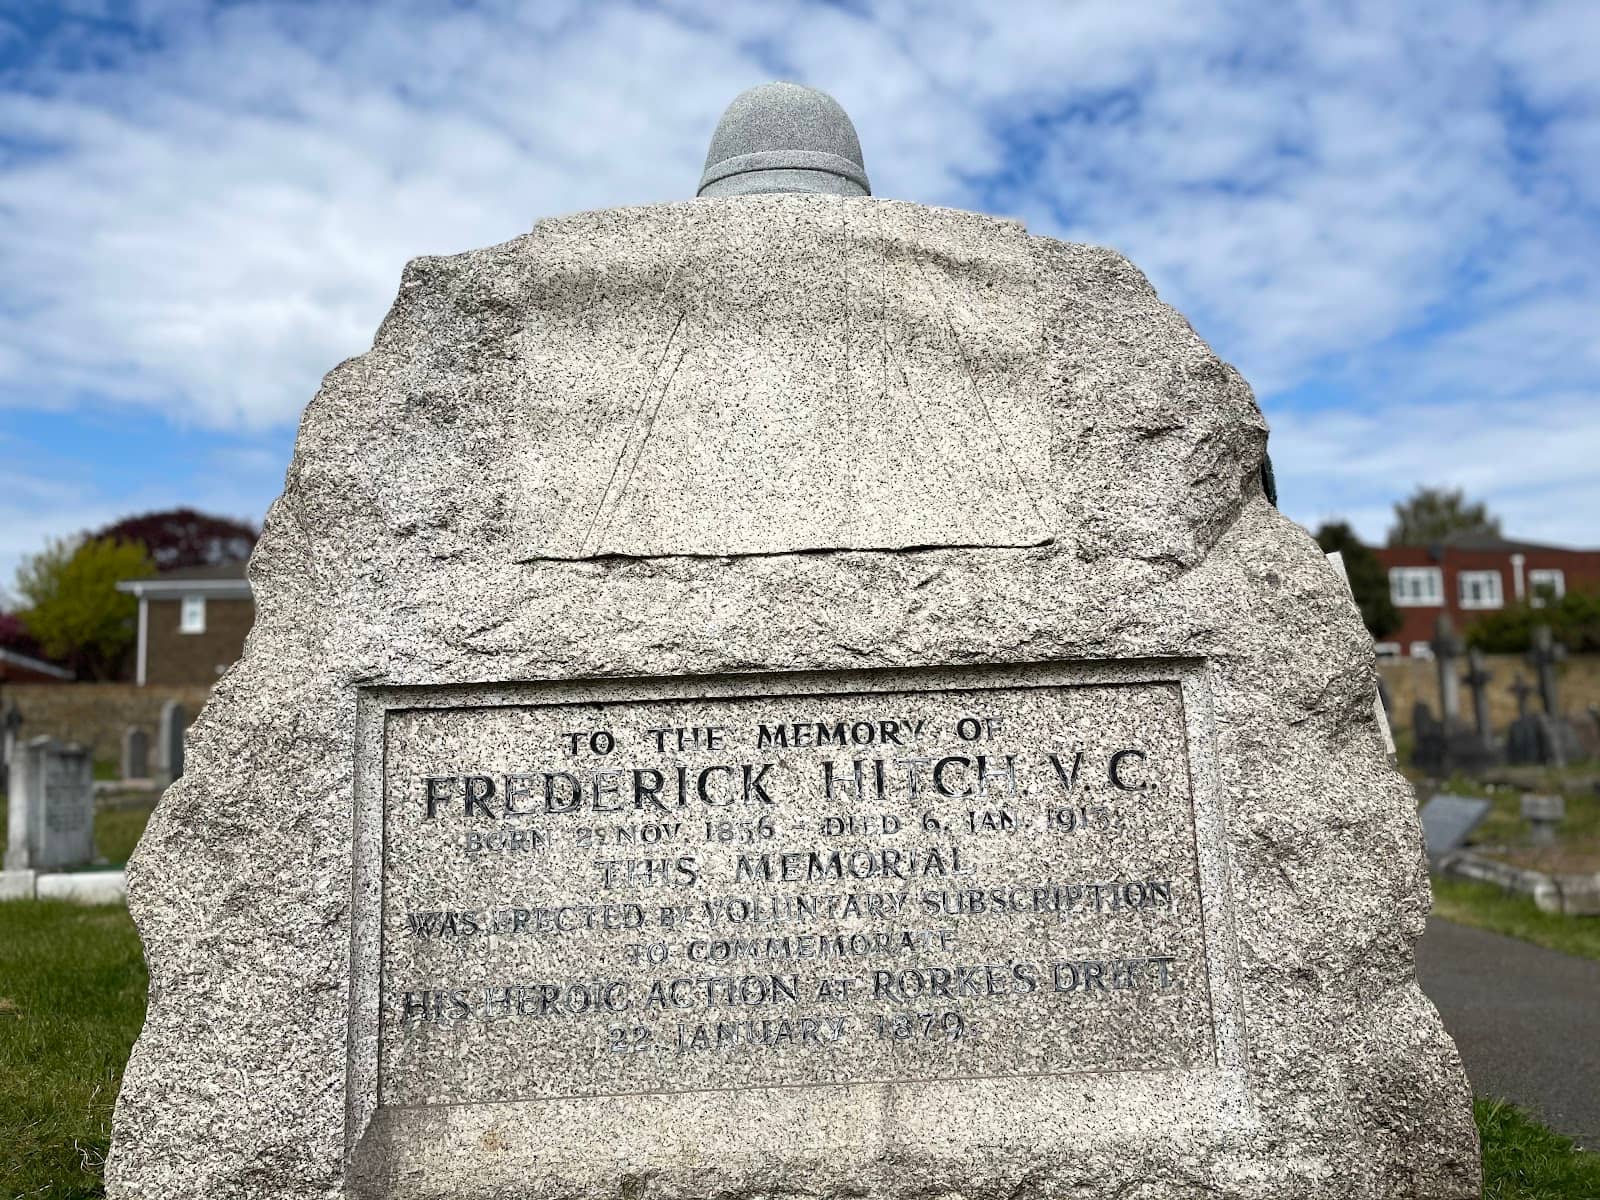 TO THE MEMORY OF
FREDERICK HITCH. V.C.
BORN NOV. 1856 - DIED 6. JAN. 1913.
THIS MEMORIAL
WAS ERECTED BY VOLUNTARY SUBSCRIPTION
TO COMMEMORATE
HIS HEROIC ACTION AT RORKE'S DRIFT.
22. JANUARY 1879.